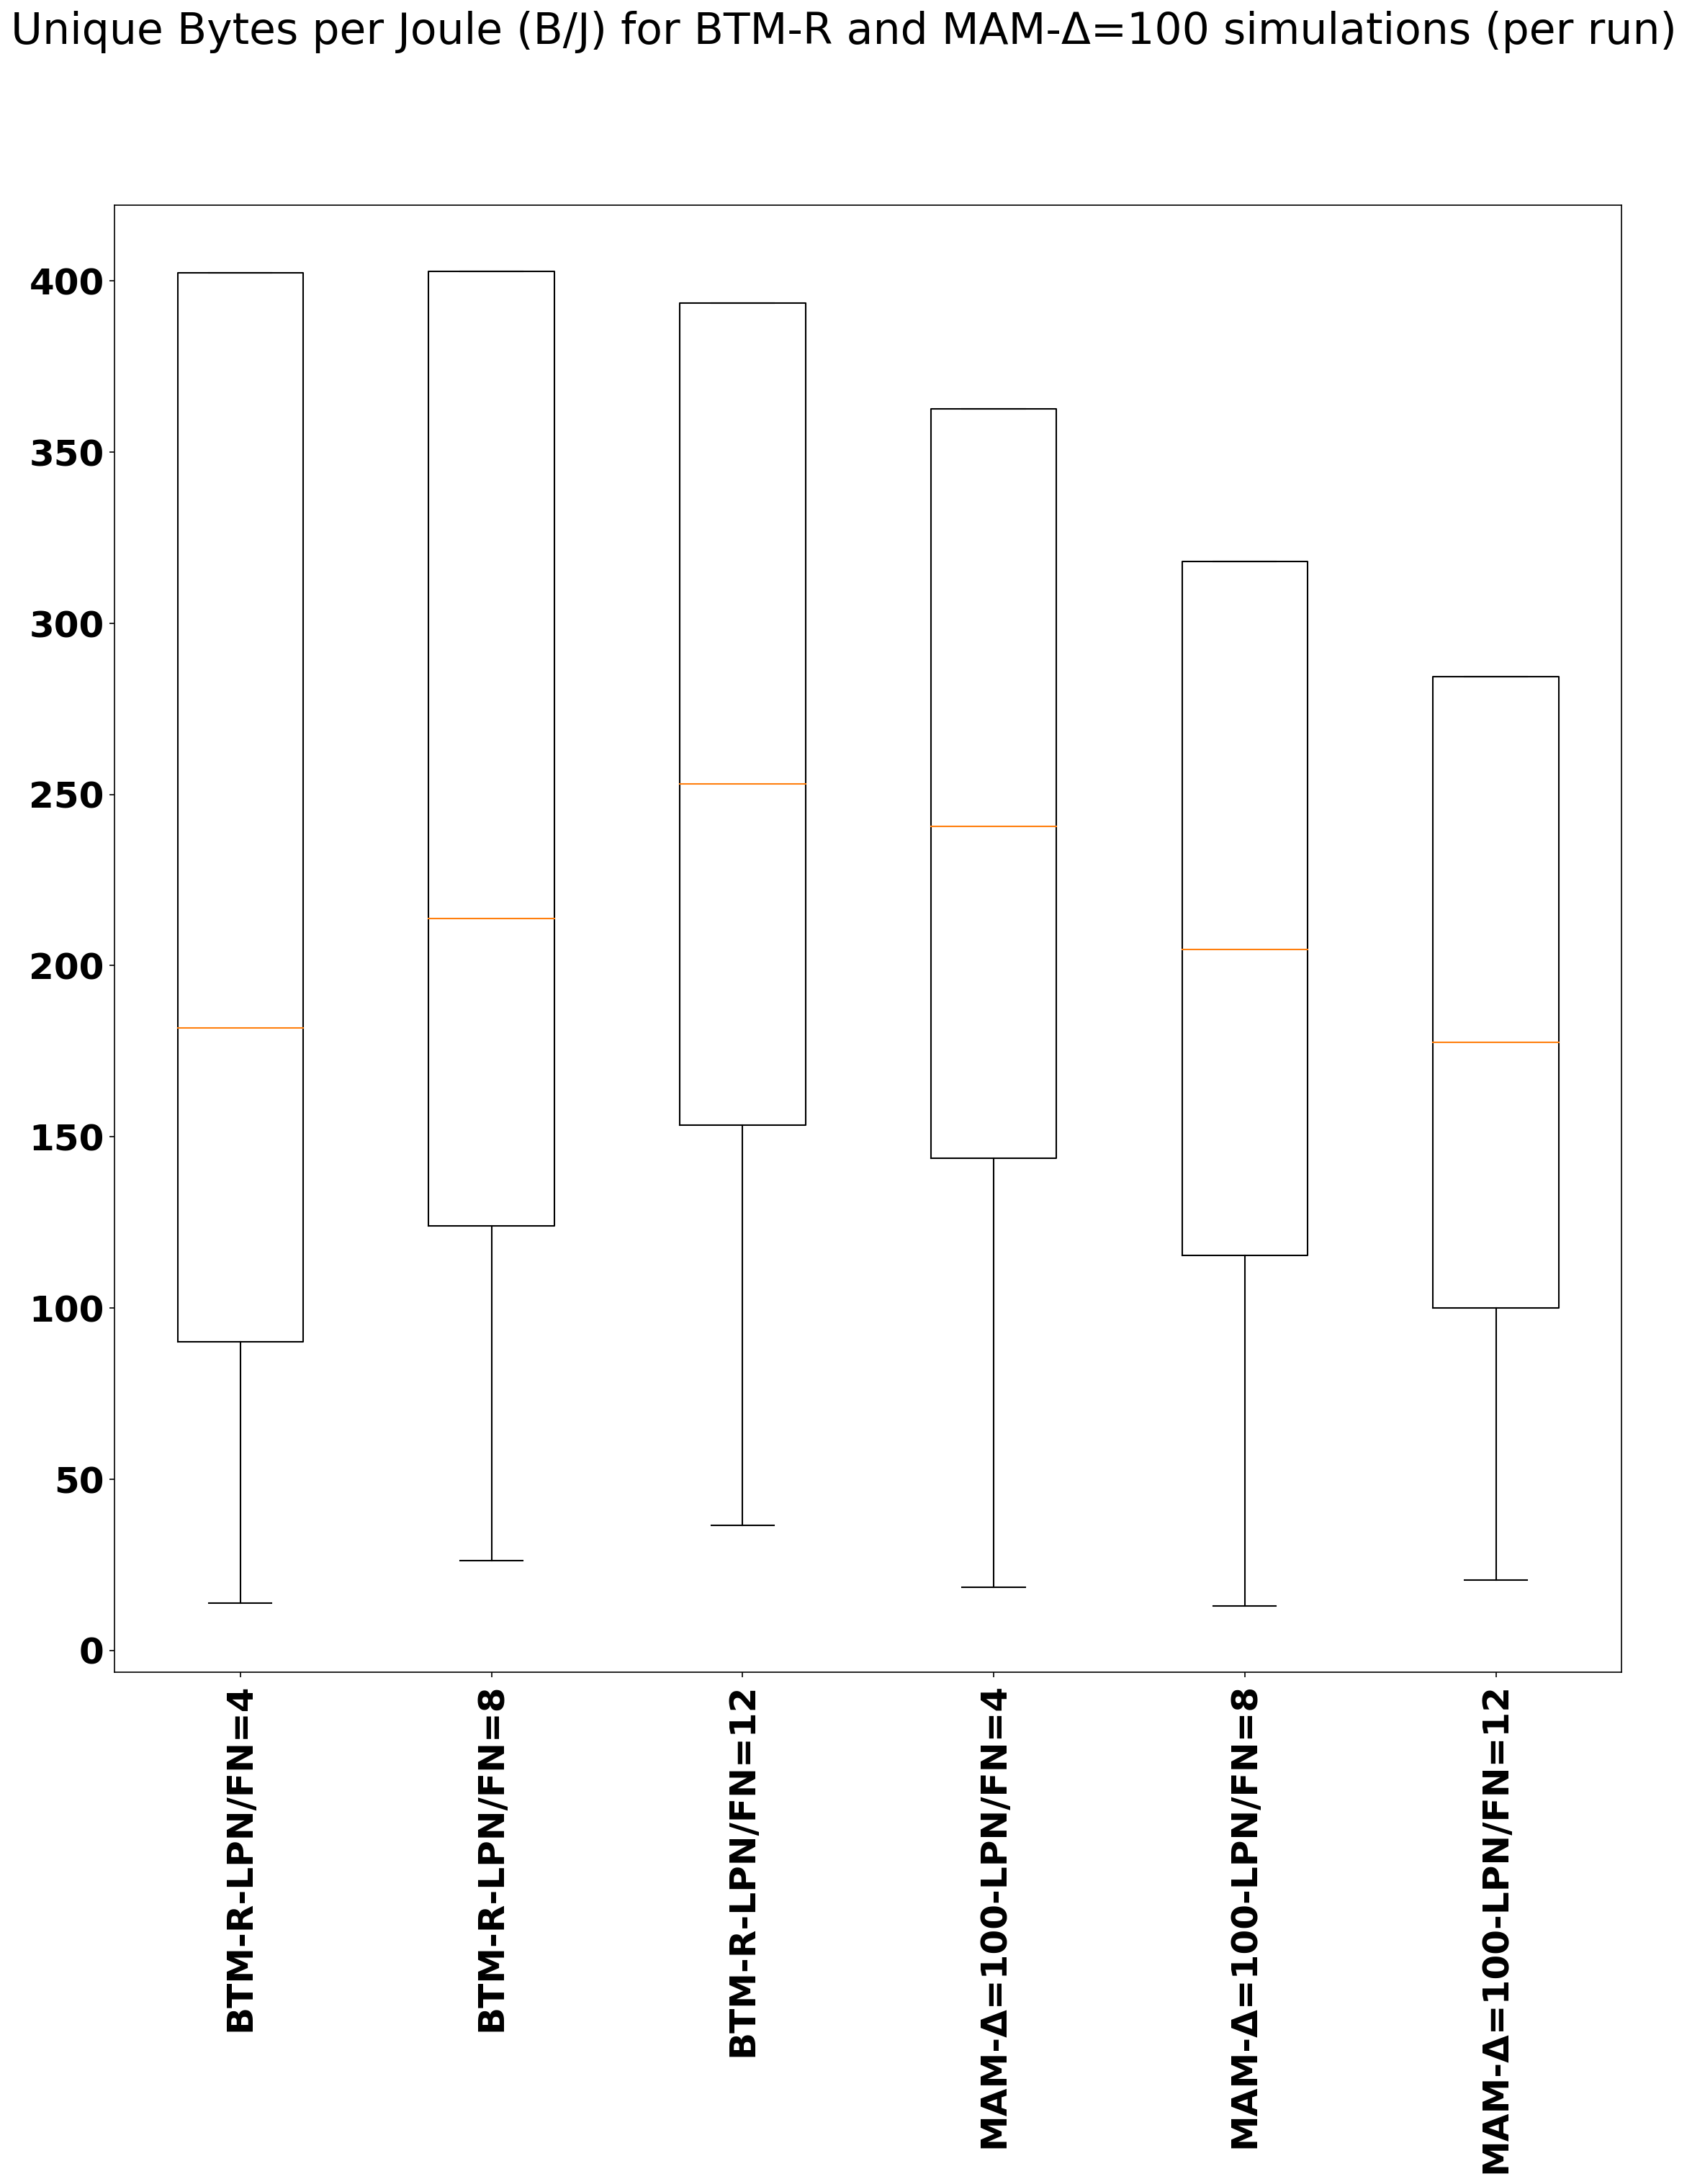 Unique Bytes per Joule (B/J) for BTM-R and MAM-Δ=100 simulations (per run)
400
350
300
250
200
150
100
50
0
BTM-R-LPN/FN=4
BTM-R-LPN/FN=8
BTM-R-LPN/FN=12
MAM-Δ=100-LPN/FN=4
MAM-Δ=100-LPN/FN=8
MAM-Δ=100-LPN/FN=12